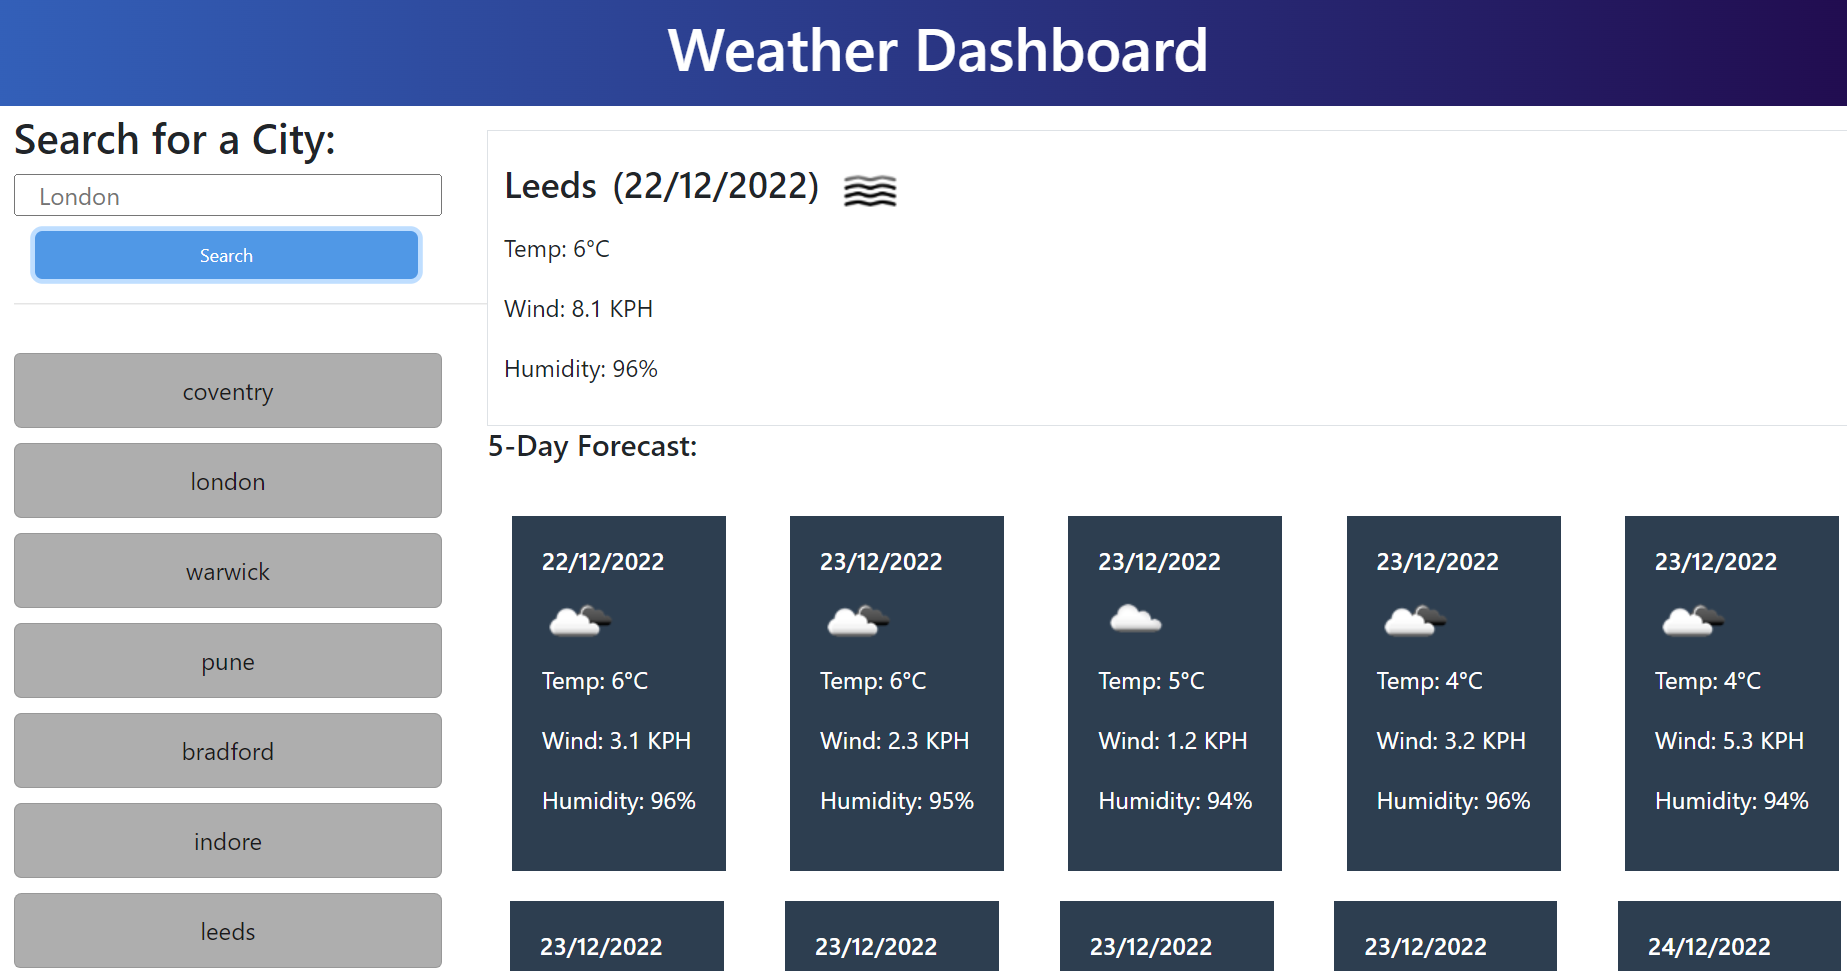 Weather Dashboard
Search for a City:
London
Search
coventry
london
warwick
pune
bradford
indore
leeds
Leeds (22/12/2022)
Temp: 6°C
Wind: 8.1 KPH
Humidity: 96%
5-Day Forecast:
22/12/2022
Temp: 6°C
Wind: 3.1 KPH
Humidity: 96%
23/12/2022
Temp: 6°C
Wind: 2.3 KPH
Humidity: 95%
23/12/2022
Temp: 5°C
Wind: 1.2 KPH
Humidity: 94%
23/12/2022
Temp: 4°C
Wind: 3.2 KPH
Humidity: 96%
23/12/2022
Temp: 4°C
Wind: 5.3 KPH
Humidity: 94%
23/12/2022
23/12/2022
23/12/2022
23/12/2022
24/12/2022